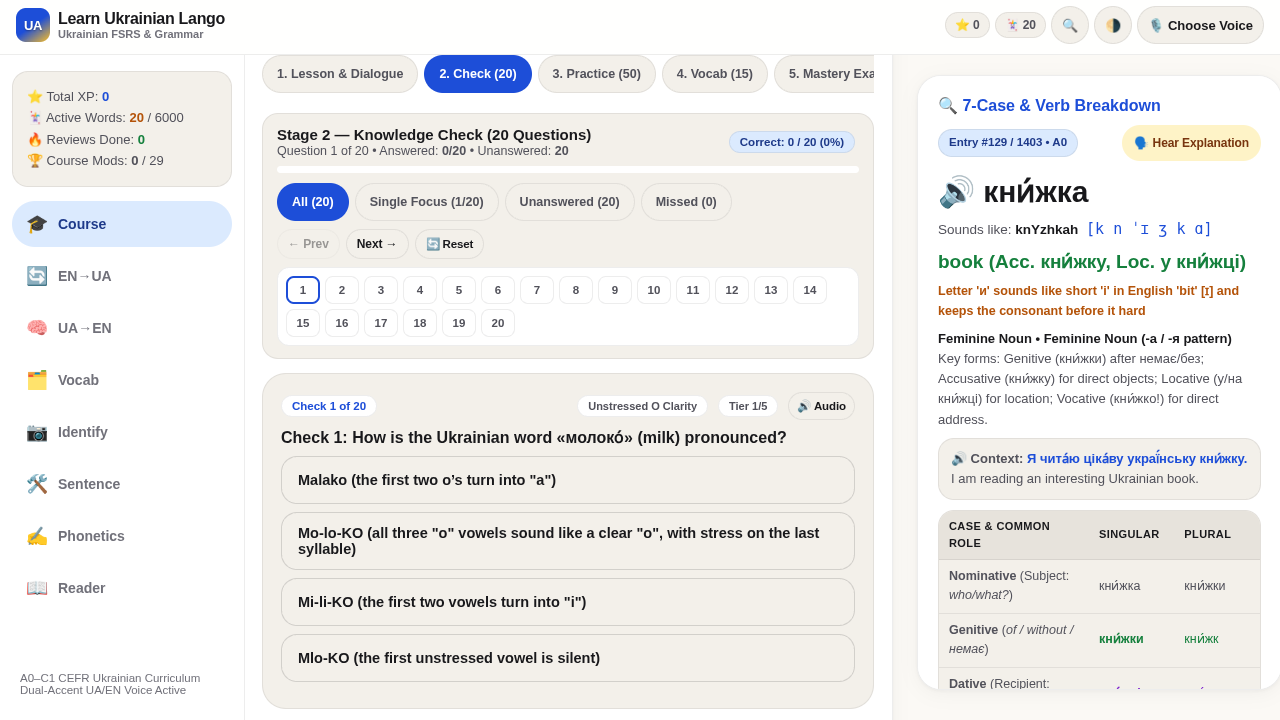 UA
Learn Ukrainian Lango
Ukrainian FSRS & Grammar
⭐ 0
🃏 20
🔍
🌗
🎙️ Choose Voice
⭐ Total XP: 0
🃏 Active Words: 20 / 6000
🔥 Reviews Done: 0
🏆 Course Mods: 0 / 29
🎓 Course
🔄 EN→UA
🧠 UA→EN
🗂️ Vocab
📷 Identify
🛠️ Sentence
✍️ Phonetics
📖 Reader
A0–C1 CEFR Ukrainian Curriculum
Dual-Accent UA/EN Voice Active
1. Lesson & Dialogue
2. Check (20)
3. Practice (50)
4. Vocab (15)
5. Mastery Exa
Stage 2 — Knowledge Check (20 Questions)
Question 1 of 20 • Answered: 0/20 • Unanswered: 20
Correct: 0 / 20 (0%)
All (20)
Single Focus (1/20)
Unanswered (20)
Missed (0)
← Prev
Next →
🔄 Reset
1 2 3 4 5 6 7 8 9 10 11 12 13 14
15 16 17 18 19 20
Check 1 of 20
Unstressed O Clarity
Tier 1/5
🔊 Audio
Check 1: How is the Ukrainian word «молоко́» (milk) pronounced?
Malako (the first two o’s turn into "a")
Mo-lo-KO (all three "o" vowels sound like a clear "o", with stress on the last
syllable)
Mi-li-KO (the first two vowels turn into "i")
Mlo-KO (the first unstressed vowel is silent)
🔍 7-Case & Verb Breakdown
Entry #129 / 1403 • A0
🗣️ Hear Explanation
🔊 кни́жка
Sounds like: knYzhkah [k n ˈɪ ʒ k ɑ]
book (Acc. кни́жку, Loc. у кни́жці)
Letter 'и' sounds like short 'i' in English 'bit' [ɪ] and
keeps the consonant before it hard
Feminine Noun • Feminine Noun (-а / -я pattern)
Key forms: Genitive (кни́жки) after немає/без;
Accusative (кни́жку) for direct objects; Locative (у/на
кни́жці) for location; Vocative (кни́жко!) for direct
address.
🔊 Context: Я чита́ю ціка́ву украї́нську кни́жку.
I am reading an interesting Ukrainian book.
CASE & COMMON
ROLE
SINGULAR
PLURAL
Nominative (Subject:
who/what?)
кни́жка
кни́жки
Genitive (of / without /
немає)
кни́жки
кни́жк
Dative (Recipient: